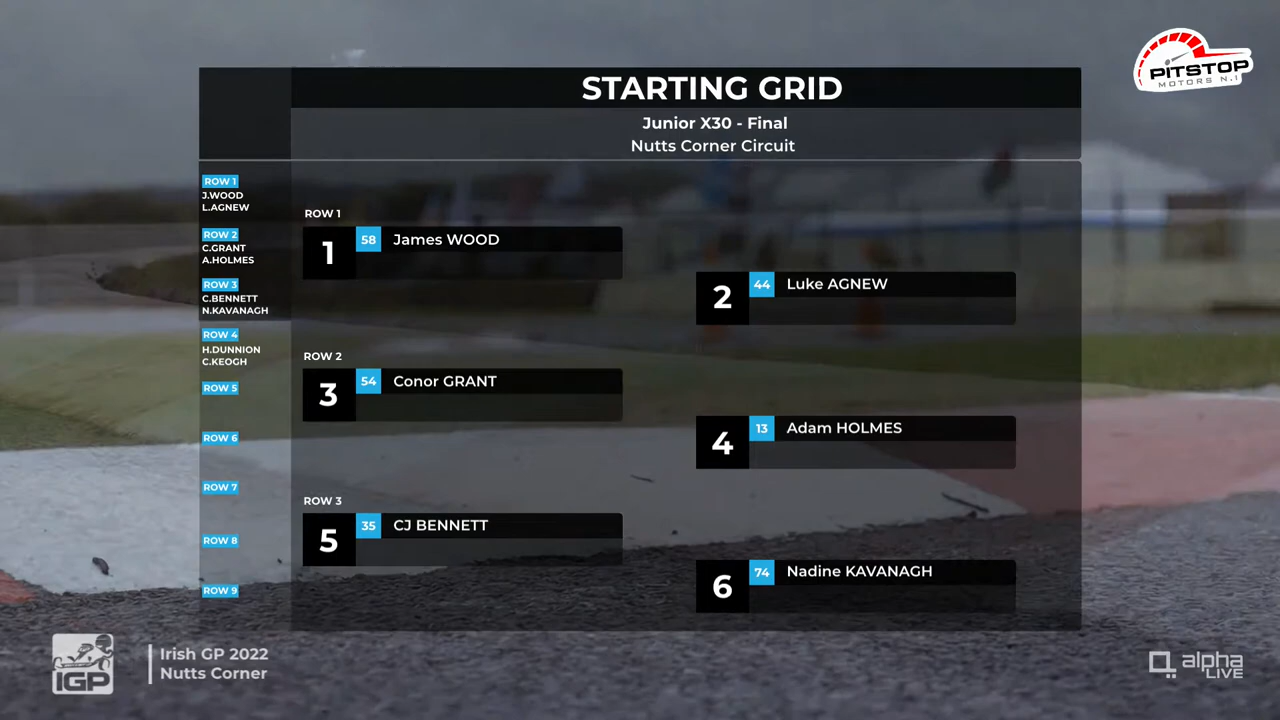 PITSTOP
MOTORS N.I
STARTING GRID
Junior X30 - Final
Nutts Corner Circuit
ROW 1
J.WOOD
L.AGNEW
ROW 2
C.GRANT
A.HOLMES
ROW 3
C.BENNETT
N.KAVANAGH
ROW 4
H.DUNNION
C.KEOGH
ROW 5
ROW 6
ROW 7
ROW 8
ROW 9
ROW 1
1 58 James WOOD
2 44 Luke AGNEW
ROW 2
3 54 Conor GRANT
4 13 Adam HOLMES
ROW 3
5 35 CJ BENNETT
6 74 Nadine KAVANAGH
IGP
Irish GP 2022
Nutts Corner
alpha
LIVE